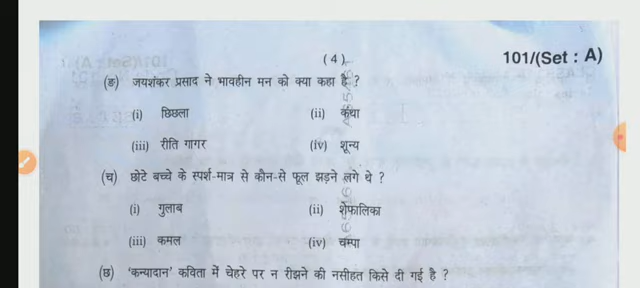 (4)
101/(Set : A)
(ङ) जयशंकर प्रसाद ने भावहीन मन को क्या कहा है ?
(i) छिछला (ii) कंथा
(iii) रीति गागर (iv) शून्य
(च) छोटे बच्चे के स्पर्श-मात्र से कौन-से फूल झड़ने लगे थे ?
(i) गुलाब (ii) शेफालिका
(iii) कमल (iv) चम्पा
(छ) 'कन्यादान' कविता में चेहरे पर न रीझने की नसीहत किसे दी गई है ?